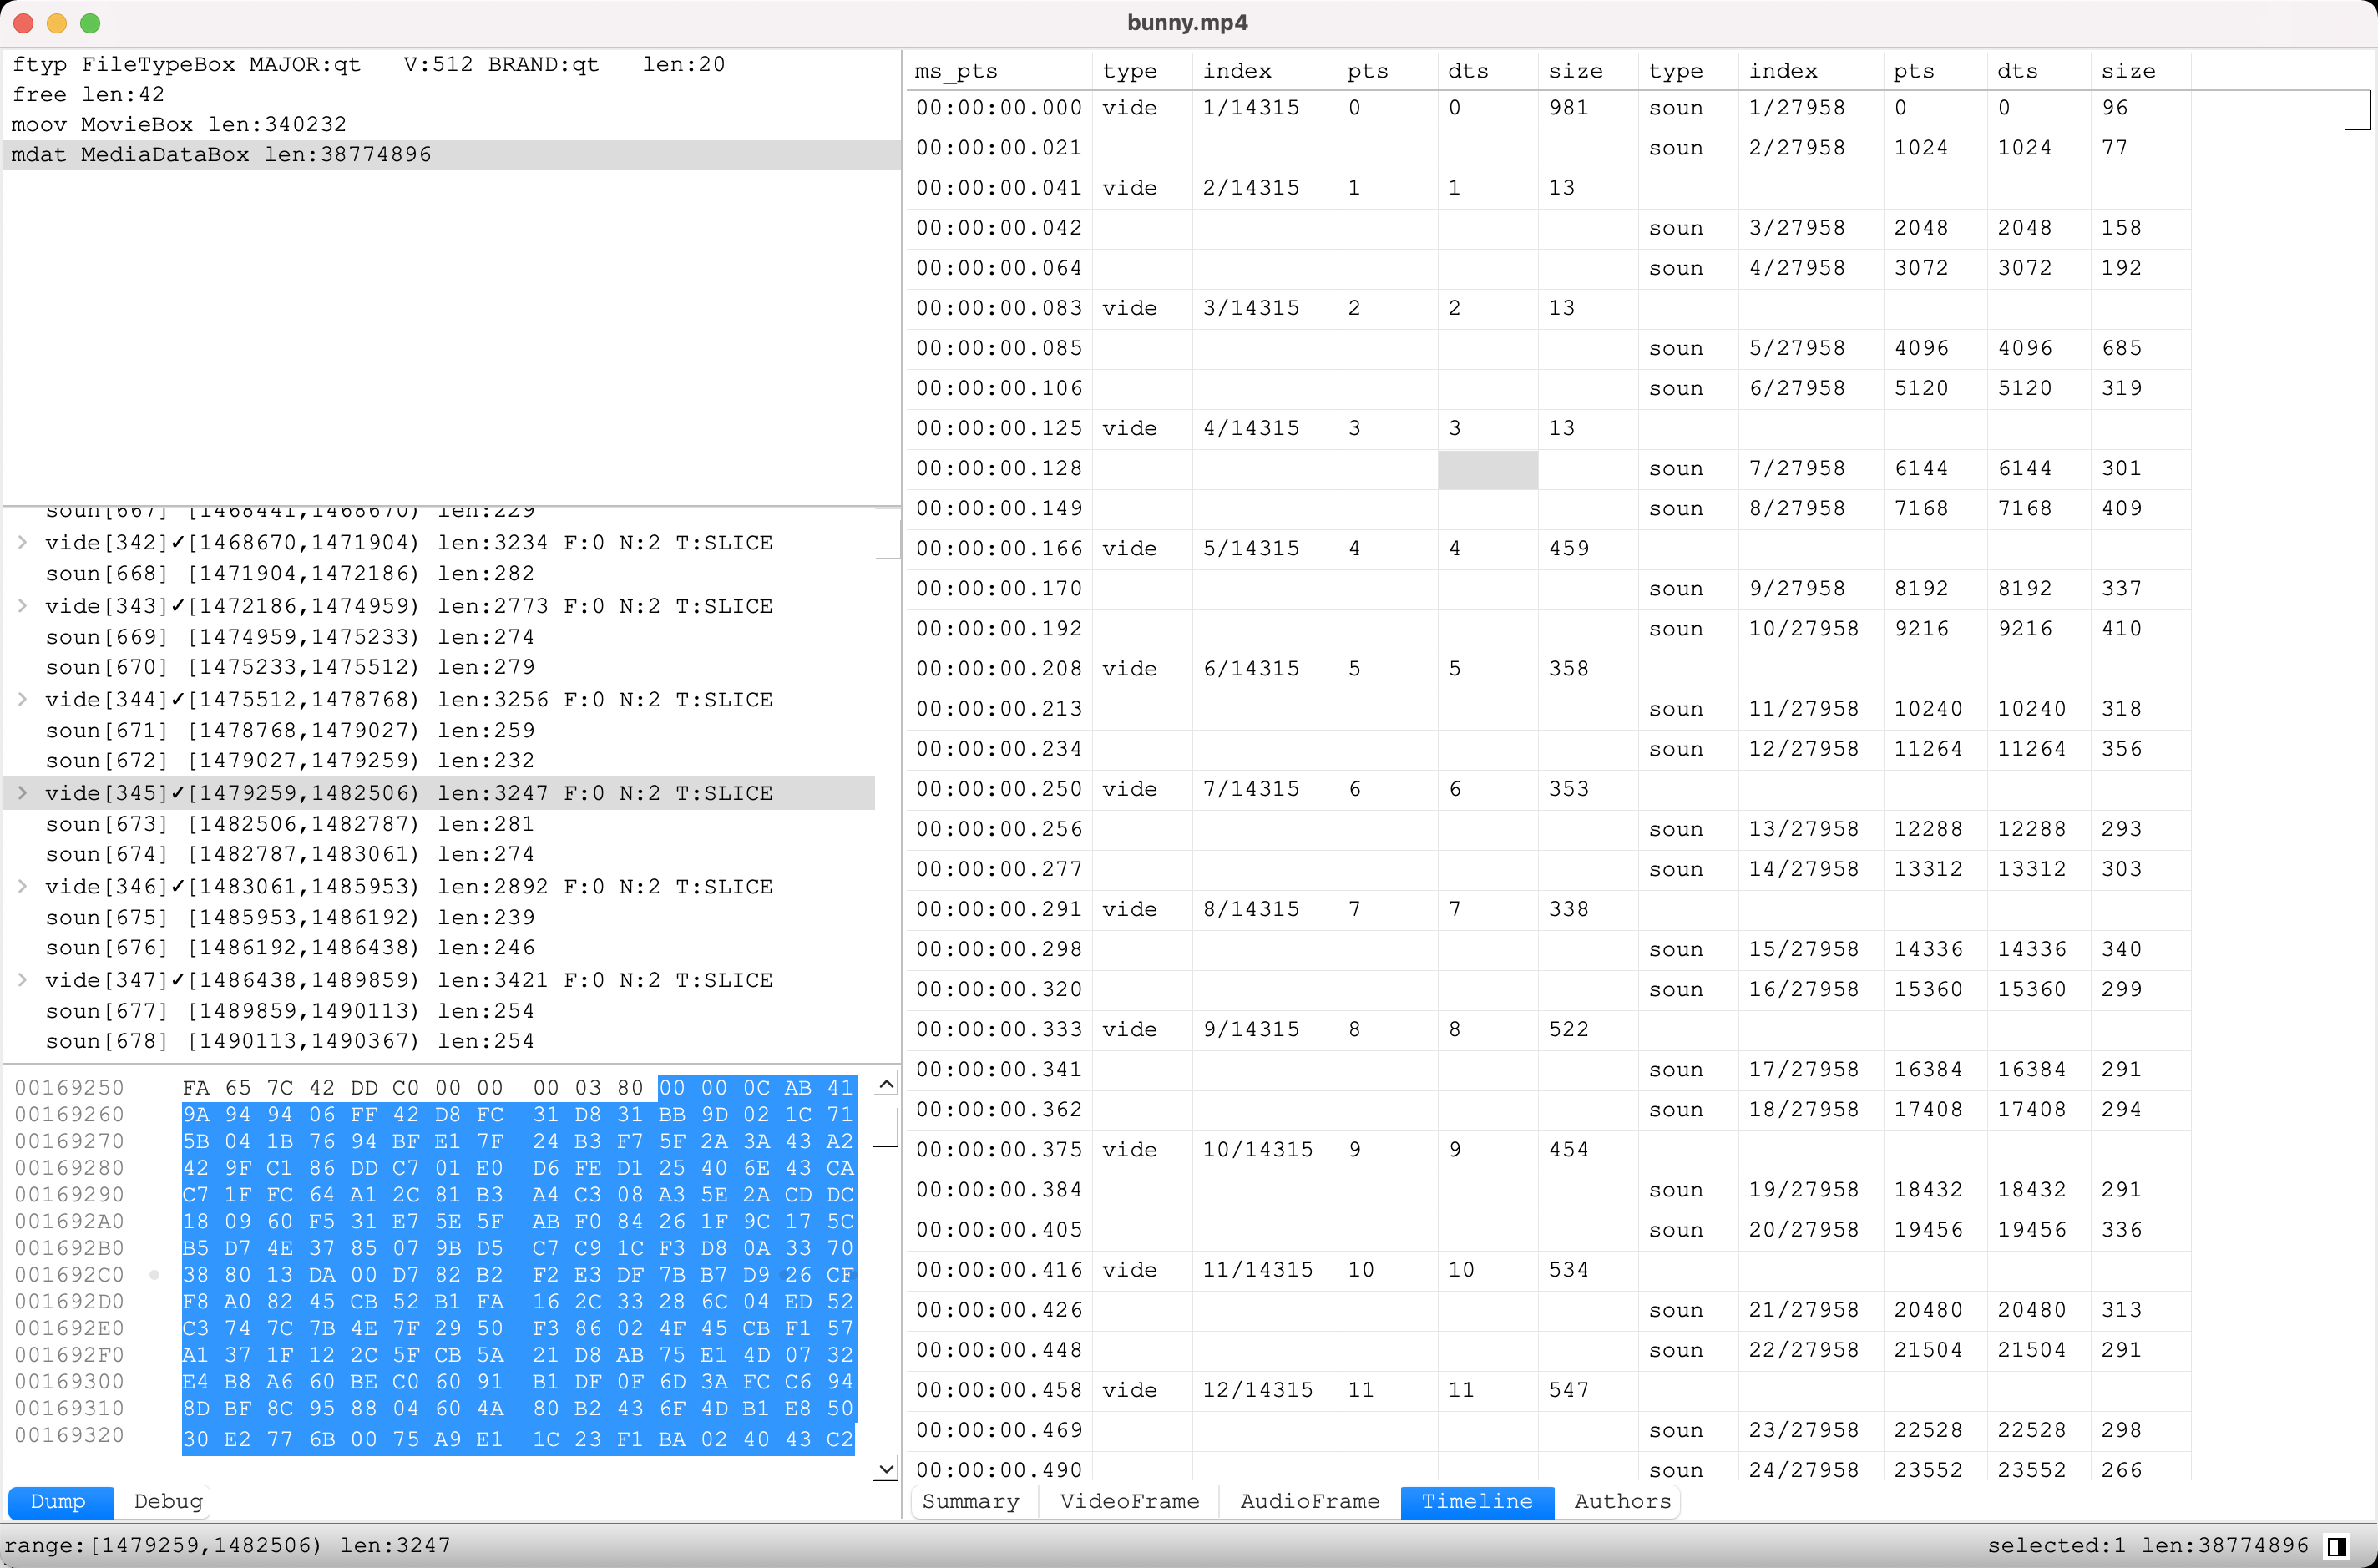 bunny.mp4
ftyp FileTypeBox MAJOR:qt   V:512 BRAND:qt   len:20
free len:42
moov MovieBox len:340232
mdat MediaDataBox len:38774896
soun[667] [1468441,1468670) len:229
vide[342]✓[1468670,1471904) len:3234 F:0 N:2 T:SLICE
soun[668] [1471904,1472186) len:282
vide[343]✓[1472186,1474959) len:2773 F:0 N:2 T:SLICE
soun[669] [1474959,1475233) len:274
soun[670] [1475233,1475512) len:279
vide[344]✓[1475512,1478768) len:3256 F:0 N:2 T:SLICE
soun[671] [1478768,1479027) len:259
soun[672] [1479027,1479259) len:232
vide[345]✓[1479259,1482506) len:3247 F:0 N:2 T:SLICE
soun[673] [1482506,1482787) len:281
soun[674] [1482787,1483061) len:274
vide[346]✓[1483061,1485953) len:2892 F:0 N:2 T:SLICE
soun[675] [1485953,1486192) len:239
soun[676] [1486192,1486438) len:246
vide[347]✓[1486438,1489859) len:3421 F:0 N:2 T:SLICE
soun[677] [1489859,1490113) len:254
soun[678] [1490113,1490367) len:254
00169250 FA 65 7C 42 DD C0 00 00 00 03 80 00 00 0C AB 41
00169260 9A 94 94 06 FF 42 D8 FC 31 D8 31 BB 9D 02 1C 71
00169270 5B 04 1B 76 94 BF E1 7F 24 B3 F7 5F 2A 3A 43 A2
00169280 42 9F C1 86 DD C7 01 E0 D6 FE D1 25 40 6E 43 CA
00169290 C7 1F FC 64 A1 2C 81 B3 A4 C3 08 A3 5E 2A CD DC
001692A0 18 09 60 F5 31 E7 5E 5F AB F0 84 26 1F 9C 17 5C
001692B0 B5 D7 4E 37 85 07 9B D5 C7 C9 1C F3 D8 0A 33 70
001692C0 38 80 13 DA 00 D7 82 B2 F2 E3 DF 7B B7 D9 26 CF
001692D0 F8 A0 82 45 CB 52 B1 FA 16 2C 33 28 6C 04 ED 52
001692E0 C3 74 7C 7B 4E 7F 29 50 F3 86 02 4F 45 CB F1 57
001692F0 A1 37 1F 12 2C 5F CB 5A 21 D8 AB 75 E1 4D 07 32
00169300 E4 B8 A6 60 BE C0 60 91 B1 DF 0F 6D 3A FC C6 94
00169310 8D BF 8C 95 88 04 60 4A 80 B2 43 6F 4D B1 E8 50
00169320 30 E2 77 6B 00 75 A9 E1 1C 23 F1 BA 02 40 43 C2
Dump Debug
ms_pts type index pts dts size type index pts dts size
00:00:00.000 vide 1/14315 0 0 981 soun 1/27958 0 0 96
00:00:00.021 soun 2/27958 1024 1024 77
00:00:00.041 vide 2/14315 1 1 13
00:00:00.042 soun 3/27958 2048 2048 158
00:00:00.064 soun 4/27958 3072 3072 192
00:00:00.083 vide 3/14315 2 2 13
00:00:00.085 soun 5/27958 4096 4096 685
00:00:00.106 soun 6/27958 5120 5120 319
00:00:00.125 vide 4/14315 3 3 13
00:00:00.128 soun 7/27958 6144 6144 301
00:00:00.149 soun 8/27958 7168 7168 409
00:00:00.166 vide 5/14315 4 4 459
00:00:00.170 soun 9/27958 8192 8192 337
00:00:00.192 soun 10/27958 9216 9216 410
00:00:00.208 vide 6/14315 5 5 358
00:00:00.213 soun 11/27958 10240 10240 318
00:00:00.234 soun 12/27958 11264 11264 356
00:00:00.250 vide 7/14315 6 6 353
00:00:00.256 soun 13/27958 12288 12288 293
00:00:00.277 soun 14/27958 13312 13312 303
00:00:00.291 vide 8/14315 7 7 338
00:00:00.298 soun 15/27958 14336 14336 340
00:00:00.320 soun 16/27958 15360 15360 299
00:00:00.333 vide 9/14315 8 8 522
00:00:00.341 soun 17/27958 16384 16384 291
00:00:00.362 soun 18/27958 17408 17408 294
00:00:00.375 vide 10/14315 9 9 454
00:00:00.384 soun 19/27958 18432 18432 291
00:00:00.405 soun 20/27958 19456 19456 336
00:00:00.416 vide 11/14315 10 10 534
00:00:00.426 soun 21/27958 20480 20480 313
00:00:00.448 soun 22/27958 21504 21504 291
00:00:00.458 vide 12/14315 11 11 547
00:00:00.469 soun 23/27958 22528 22528 298
00:00:00.490 soun 24/27958 23552 23552 266
Summary VideoFrame AudioFrame Timeline Authors
range:[1479259,1482506) len:3247
selected:1 len:38774896